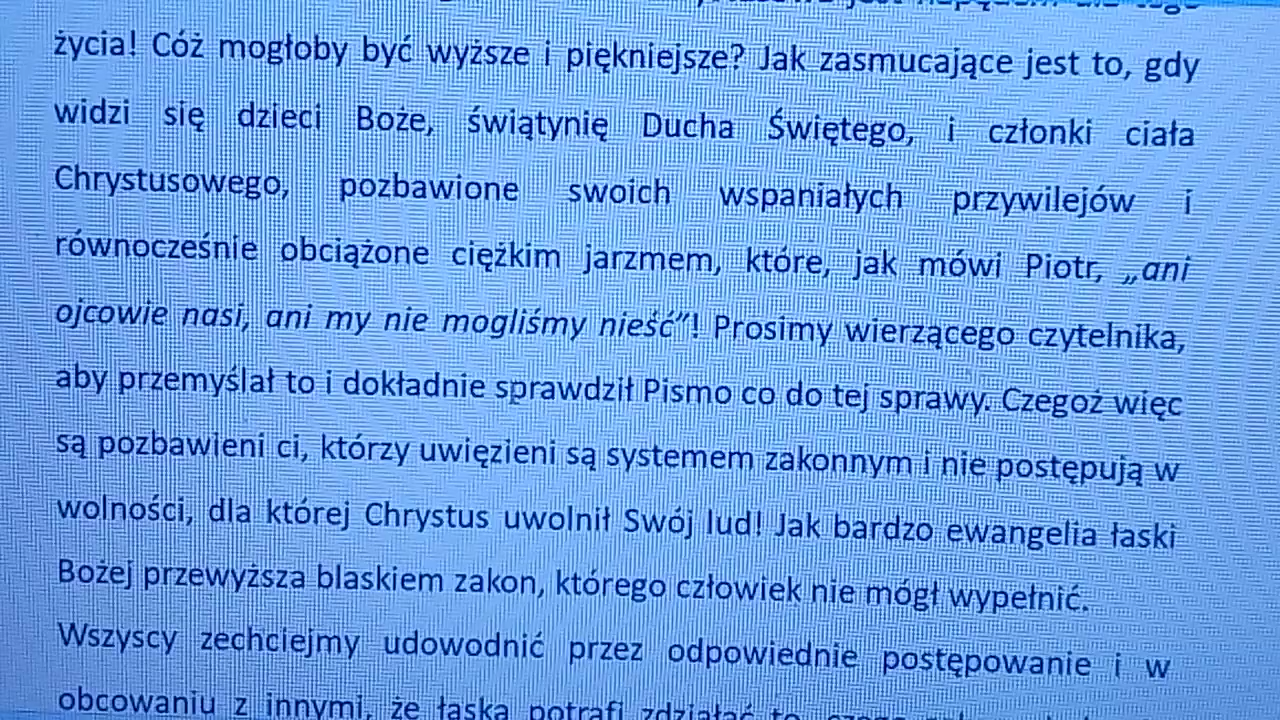 życia! Cóż mogłoby być wyższe i piękniejsze? Jak zasmucające jest to, gdy
widzi się dzieci Boże, świątynię Ducha Świętego, i członki ciała
Chrystusowego, pozbawione swoich wspaniałych przywilejów i
równocześnie obciążone ciężkim jarzmem, które, jak mówi Piotr, „ani
ojcowie nasi, ani my nie mogliśmy nieść”! Prosimy wierzącego czytelnika,
aby przemyślał to i dokładnie sprawdził Pismo co do tej sprawy. Czegoż więc
są pozbawieni ci, którzy uwięzieni są systemem zakonnym i nie postępują w
wolności, dla której Chrystus uwolnił Swój lud! Jak bardzo ewangelia łaski
Bożej przewyższa blaskiem zakon, którego człowiek nie mógł wypełnić.
Wszyscy zechciejmy udowodnić przez odpowiednie postępowanie i w
obcowaniu z innymi, że łaska potrafi zdziałać to,